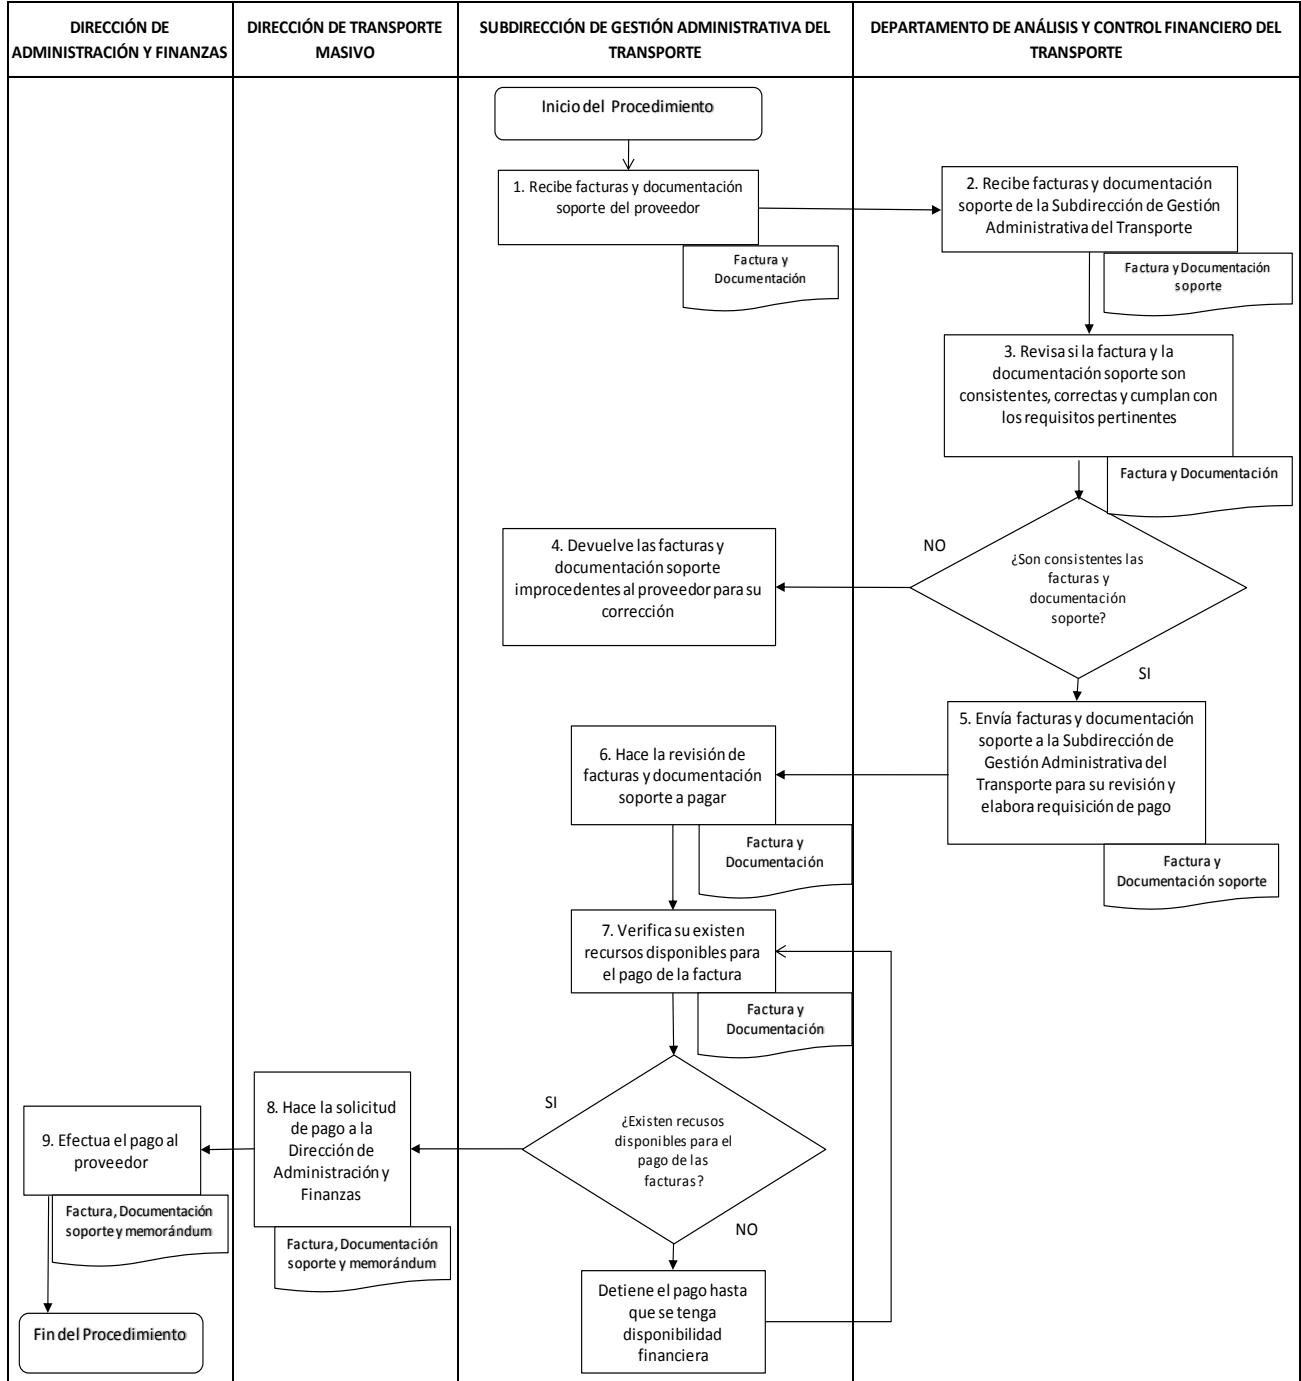 DIRECCIÓN DE
ADMINISTRACIÓN Y FINANZAS
DIRECCIÓN DE TRANSPORTE
MASIVO
SUBDIRECCIÓN DE GESTIÓN ADMINISTRATIVA DEL
TRANSPORTE
DEPARTAMENTO DE ANÁLISIS Y CONTROL FINANCIERO DEL
TRANSPORTE
Inicio del Procedimiento
1. Recibe facturas y documentación
soporte del proveedor
Factura y
Documentación
2. Recibe facturas y documentación
soporte de la Subdirección de Gestión
Administrativa del Transporte
Factura y Documentación
soporte
3. Revisa si la factura y la
documentación soporte son
consistentes, correctas y cumplan con
los requisitos pertinentes
Factura y Documentación
¿Son consistentes las
facturas y
documentación
soporte?
NO
4. Devuelve las facturas y
documentación soporte
improcedentes al proveedor para su
corrección
SI
5. Envía facturas y documentación
soporte a la Subdirección de
Gestión Administrativa del
Transporte para su revisión y
elabora requisición de pago
Factura y
Documentación soporte
6. Hace la revisión de
facturas y documentación
soporte a pagar
Factura y
Documentación
7. Verifica su existen
recursos disponibles para
el pago de la factura
Factura y
Documentación
¿Existen recusos
disponibles para el
pago de las
facturas?
SI
8. Hace la solicitud
de pago a la
Dirección de
Administración y
Finanzas
Factura, Documentación
soporte y memorándum
9. Efectua el pago al
proveedor
Factura, Documentación
soporte y memorándum
NO
Detiene el pago hasta
que se tenga
disponibilidad
financiera
Fin del Procedimiento